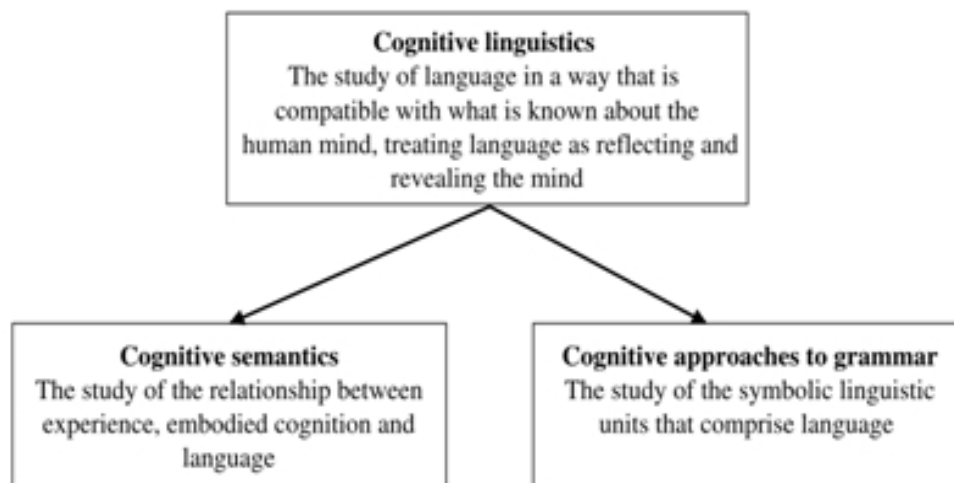 Cognitive linguistics
The study of language in a way that is
compatible with what is known about the
human mind, treating language as reflecting and
revealing the mind
Cognitive semantics
The study of the relationship between
experience, embodied cognition and
language
Cognitive approaches to grammar
The study of the symbolic linguistic
units that comprise language